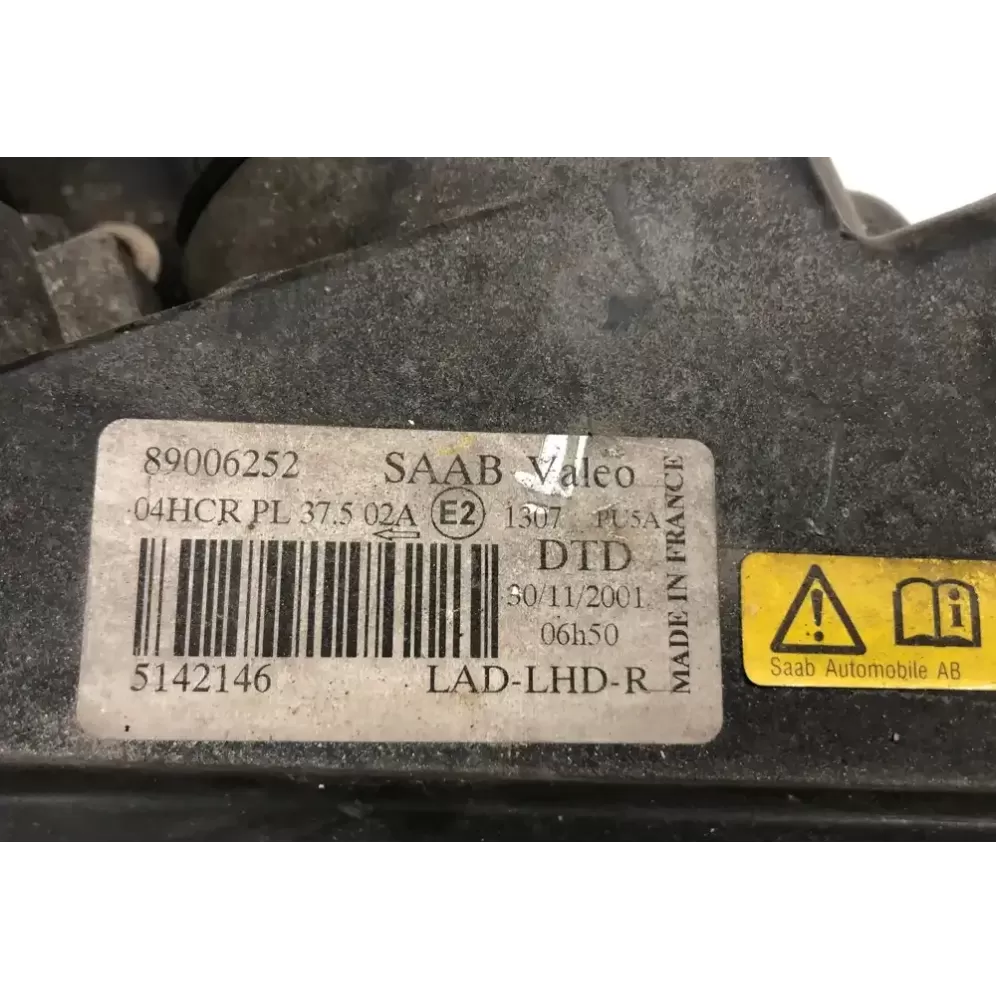 89006252 SAAB Valeo
04HCR PL 37.5 02A E2 1307 PU5A
DTD
30/11/2001
06h50
5142146 LAD-LHD-R
MADE IN FRANCE
Saab Automobile AB